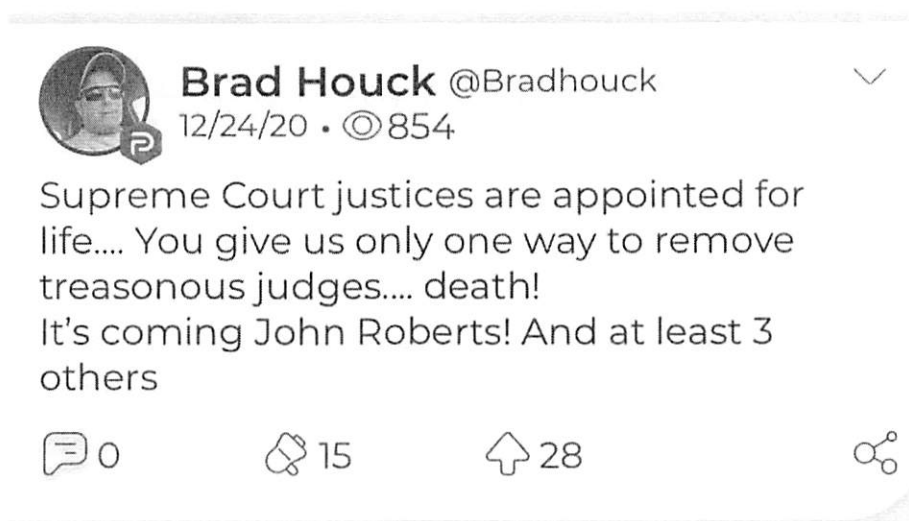 Brad Houck @Bradhouck
12/24/20 • 854
Supreme Court justices are appointed for
life.... You give us only one way to remove
treasonous judges.... death!
It's coming John Roberts! And at least 3
others
0 15 28